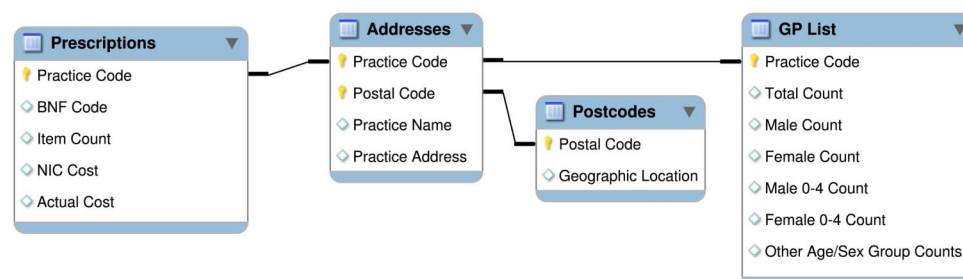 Prescriptions
Practice Code
BNF Code
Item Count
NIC Cost
Actual Cost
Addresses
Practice Code
Postal Code
Practice Name
Practice Address
Postcodes
Postal Code
Geographic Location
GP List
Practice Code
Total Count
Male Count
Female Count
Male 0-4 Count
Female 0-4 Count
Other Age/Sex Group Counts